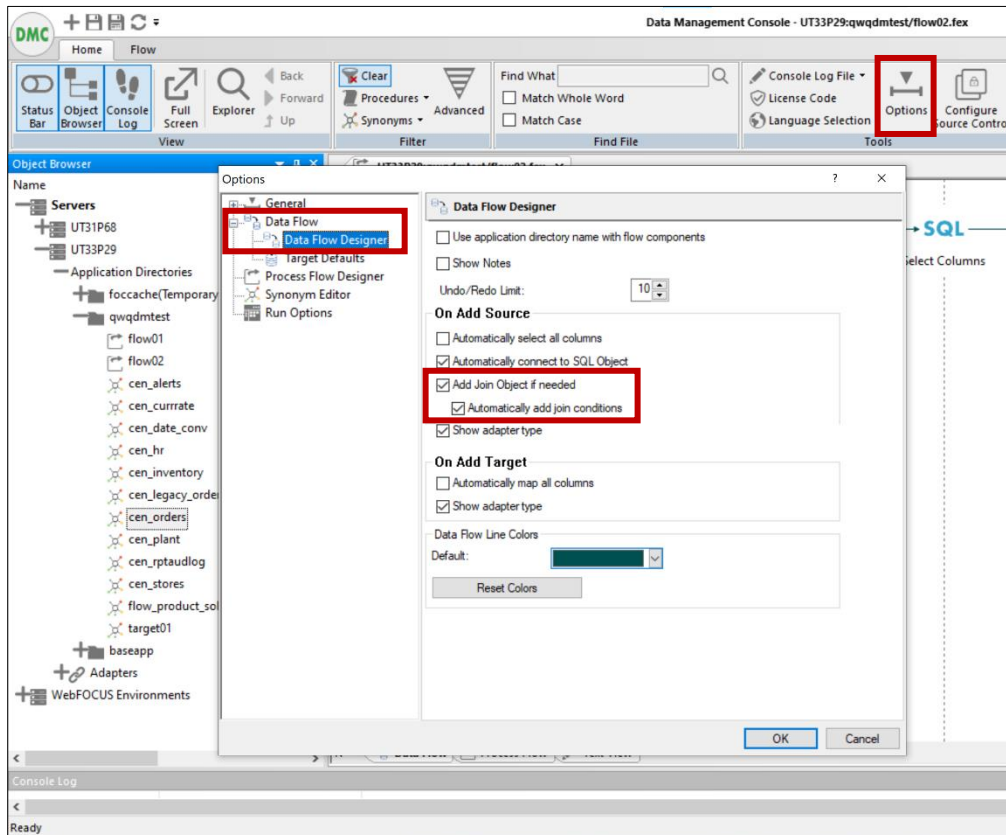 DMC
Data Management Console - UT33P29:qwqdmtest/flow02.fex
Home Flow
Status Bar
Object Browser
Console Log
Full Screen
Explorer
Back
Forward
Up
View
Clear
Procedures
Synonyms
Advanced
Filter
Find What
Match Whole Word
Match Case
Find File
Console Log File
License Code
Language Selection
Options
Configure
Source Contro
Tools
Object Browser
Name
Servers
UT31P68
UT33P29
Application Directories
foccache(Temporary
qwqdmtest
flow01
flow02
cen_alerts
cen_currrate
cen_date_conv
cen_hr
cen_inventory
cen_legacy_orde
cen_orders
cen_plant
cen_rptaudlog
cen_stores
flow_product_sol
target01
baseapp
Adapters
WebFOCUS Environments
Options ? ×
General
Data Flow
Data Flow Designer
Target Defaults
Process Flow Designer
Synonym Editor
Run Options
Data Flow Designer
Use application directory name with flow components
Show Notes
Undo/Redo Limit: 10
On Add Source
Automatically select all columns
Automatically connect to SQL Object
Add Join Object if needed
Automatically add join conditions
Show adapter type
On Add Target
Automatically map all columns
Show adapter type
Data Flow Line Colors
Default:
Reset Colors
OK Cancel
SQL
Select Columns
Console Log
Ready